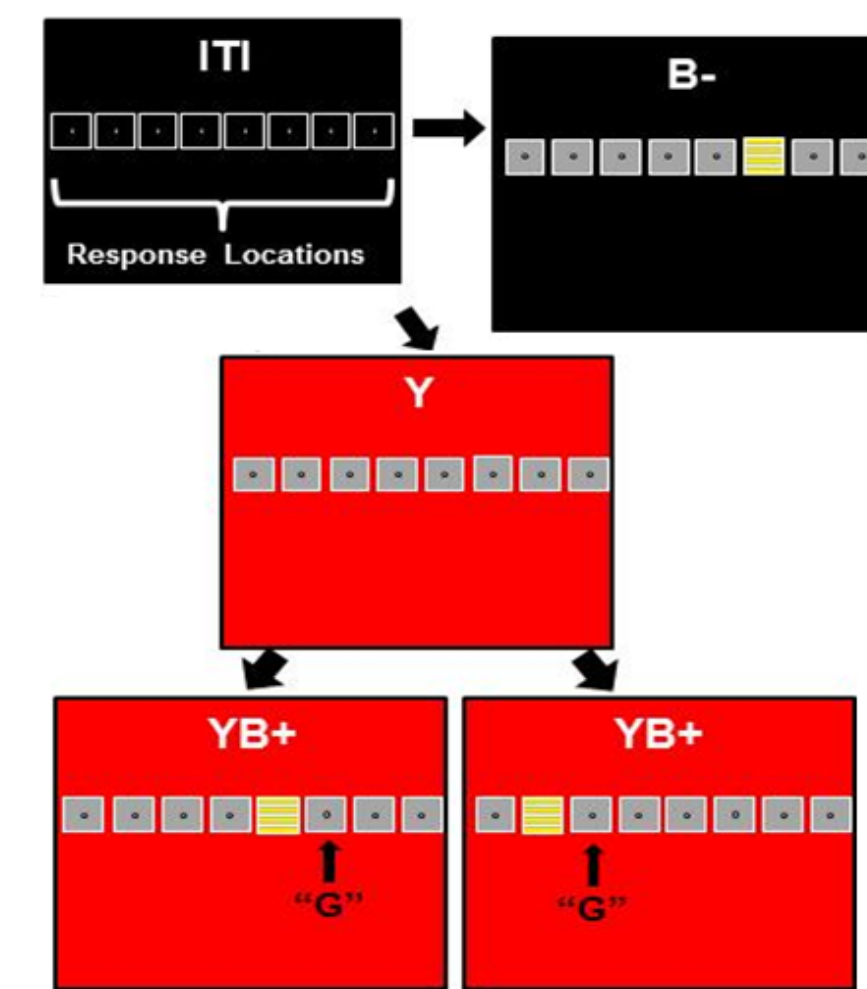 ITI
Response Locations
B-
Y
YB+
“G”
YB+
“G”